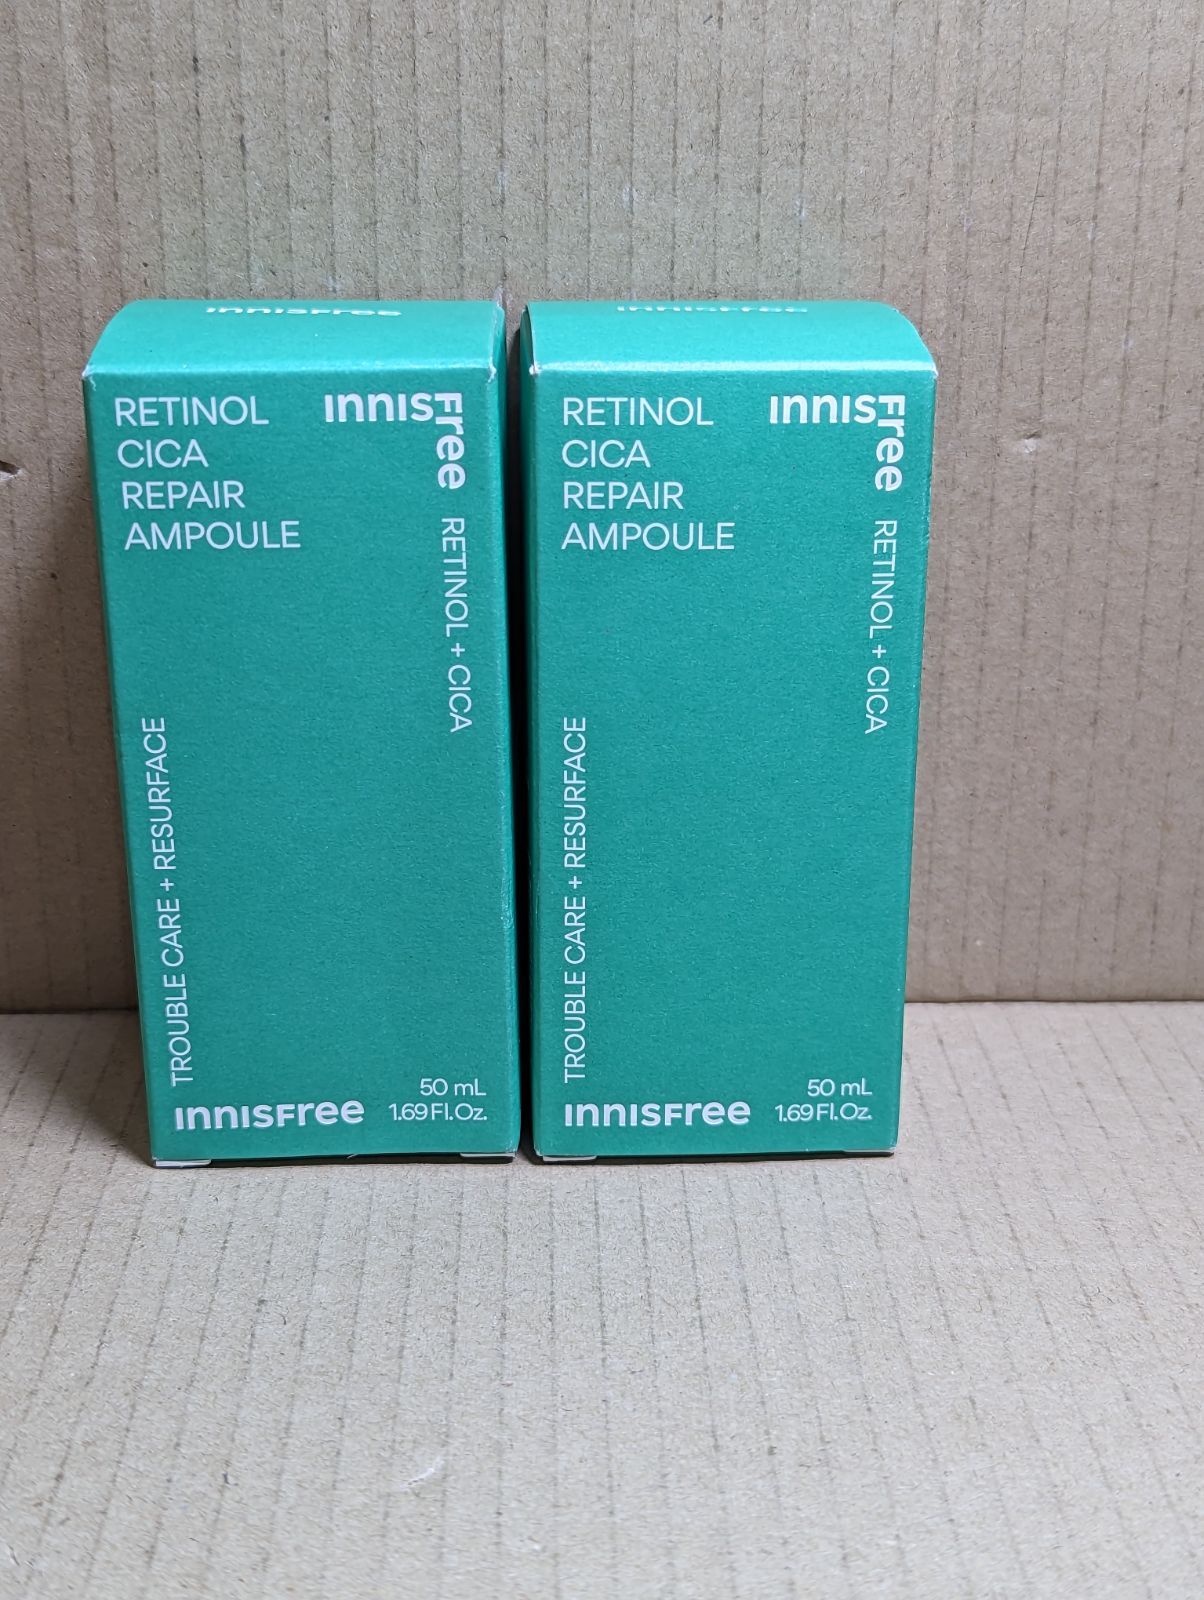 INNISFree
RETINOL
CICA
REPAIR
AMPOULE
INNISFree
RETINOL + CICA
TROUBLE CARE + RESURFACE
INNISFree
50 mL
1.69 Fl.Oz.
INNISFree
RETINOL
CICA
REPAIR
AMPOULE
INNISFree
RETINOL + CICA
TROUBLE CARE + RESURFACE
INNISFree
50 mL
1.69 Fl.Oz.